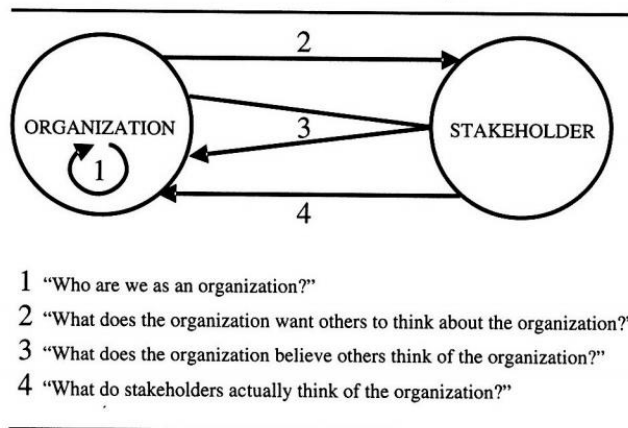 2
ORGANIZATION
3
STAKEHOLDER
1
4
1 “Who are we as an organization?”
2 “What does the organization want others to think about the organization?”
3 “What does the organization believe others think of the organization?”
4 “What do stakeholders actually think of the organization?”